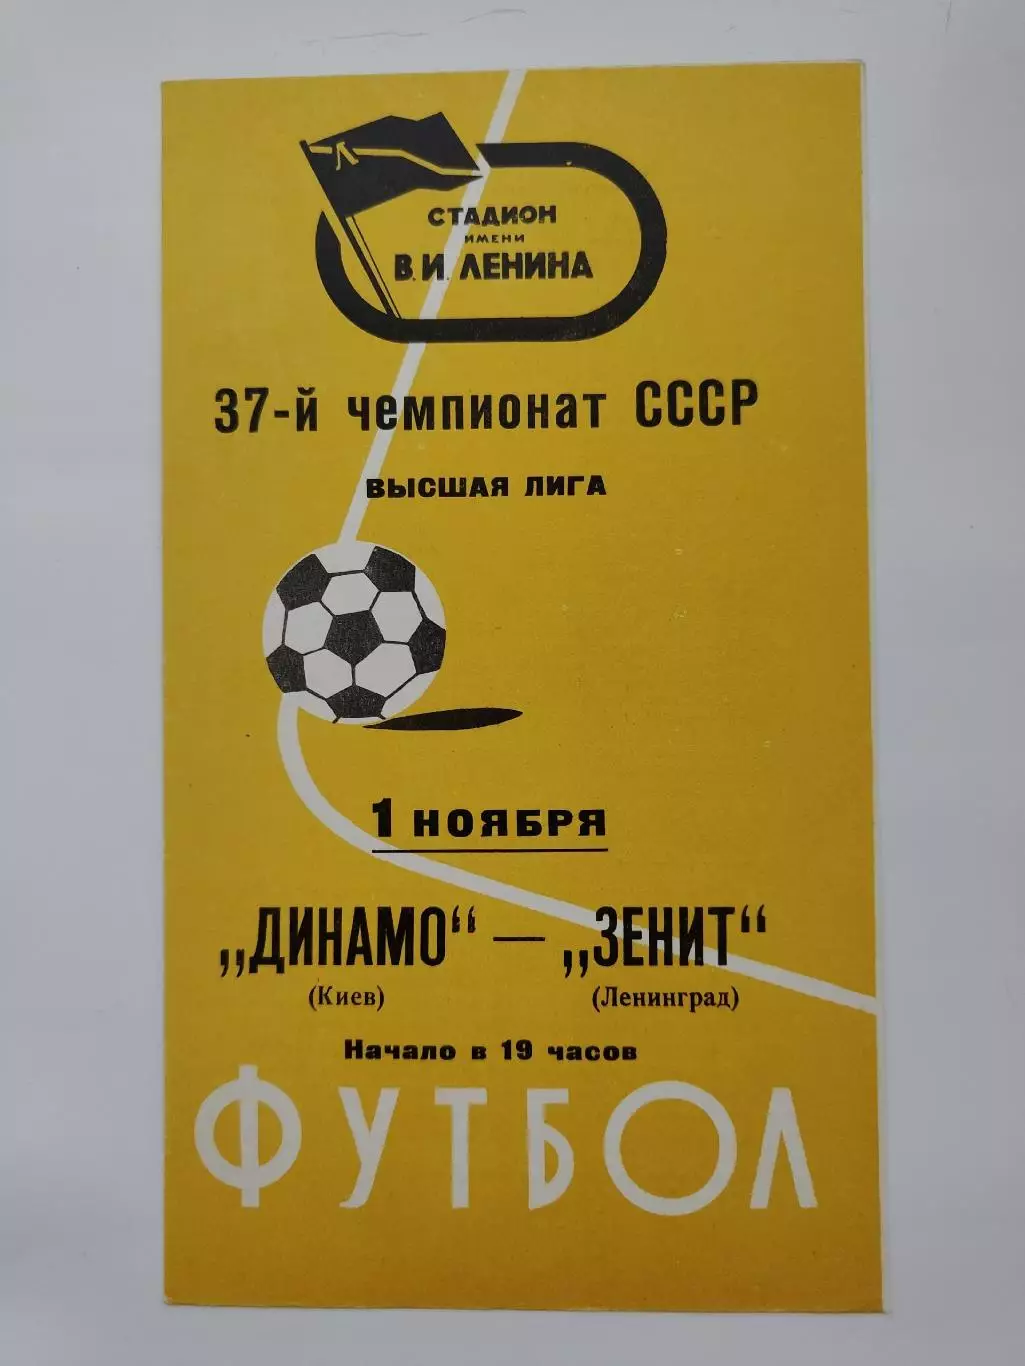 Л
СТАДИОН
ИМЕНИ
В.И. ЛЕНИНА
37-й чемпионат СССР
ВЫСШАЯ ЛИГА
1 НОЯБРЯ
„ДИНАМО“ — „ЗЕНИТ“
(Киев) (Ленинград)
Начало в 19 часов
ФУТБОЛ